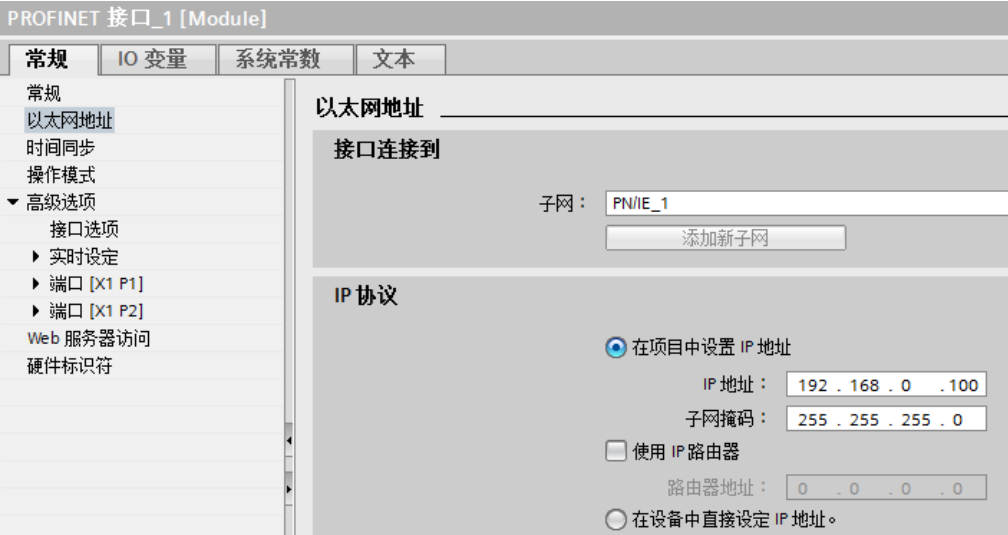 PROFINET 接口_1 [Module]
常规 IO 变量 系统常数 文本
常规
以太网地址
时间同步
操作模式
高级选项
接口选项
实时设定
端口 [X1 P1]
端口 [X1 P2]
Web 服务器访问
硬件标识符
以太网地址
接口连接到
子网： PN/IE_1
添加新子网
IP 协议
在项目中设置 IP 地址
IP 地址： 192 . 168 . 0 . 100
子网掩码： 255 . 255 . 255 . 0
使用 IP 路由器
路由器地址： 0 . 0 . 0 . 0
在设备中直接设定 IP 地址。